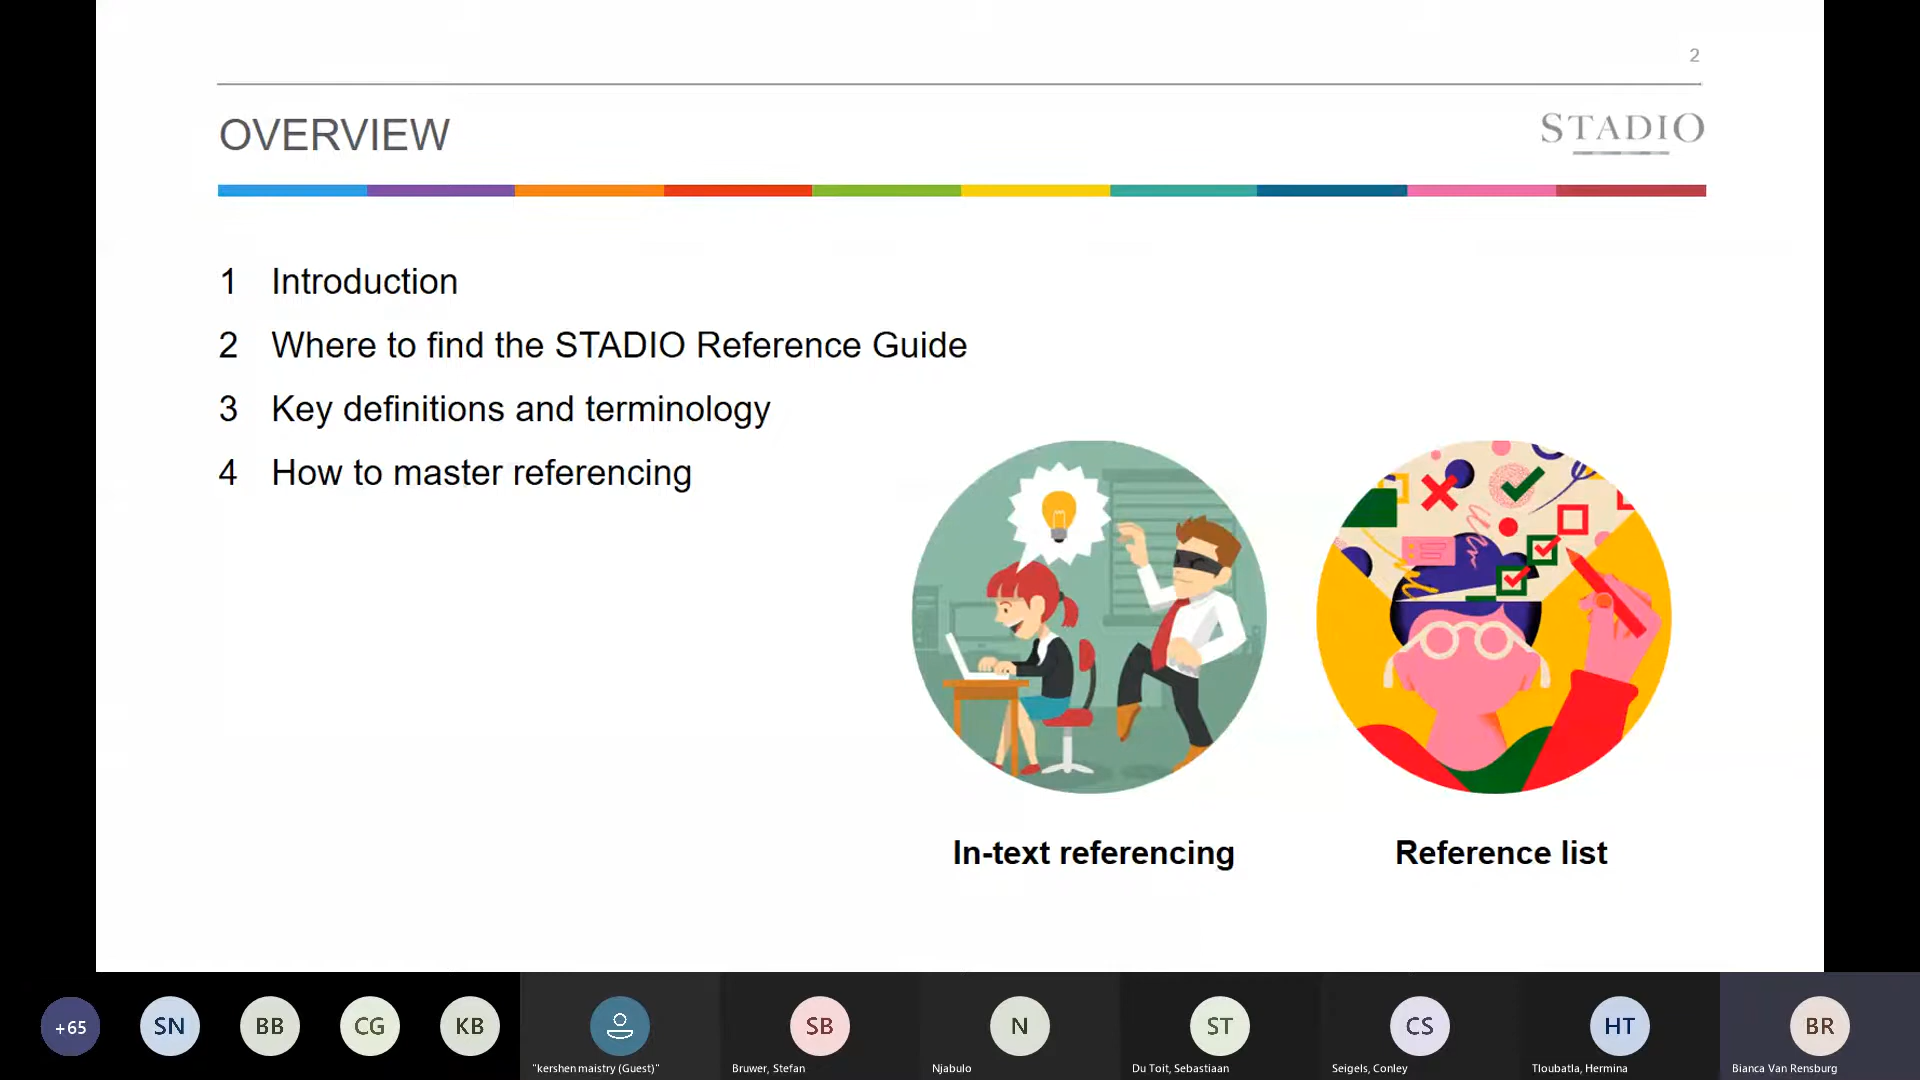 2
OVERVIEW
STADIO
1 Introduction
2 Where to find the STADIO Reference Guide
3 Key definitions and terminology
4 How to master referencing
In-text referencing
Reference list
+65
SN
BB
CG
KB
SB
N
ST
CS
HT
BR
"kershen maistry (Guest)"
Bruwer, Stefan
Njabulo
Du Toit, Sebastiaan
Seigels, Conley
Tloubatla, Hermina
Bianca Van Rensburg